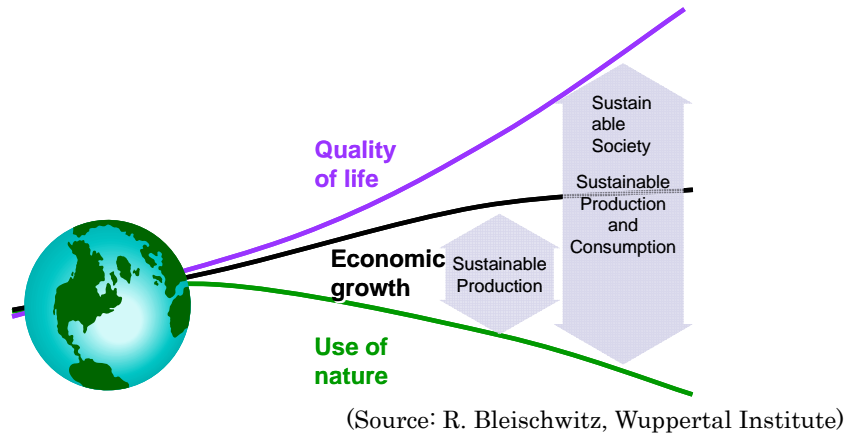 Quality
of life
Economic
growth
Use of
nature
Sustainable
Production
Sustain
able
Society
Sustainable
Production
and
Consumption
(Source: R. Bleischwitz, Wuppertal Institute)